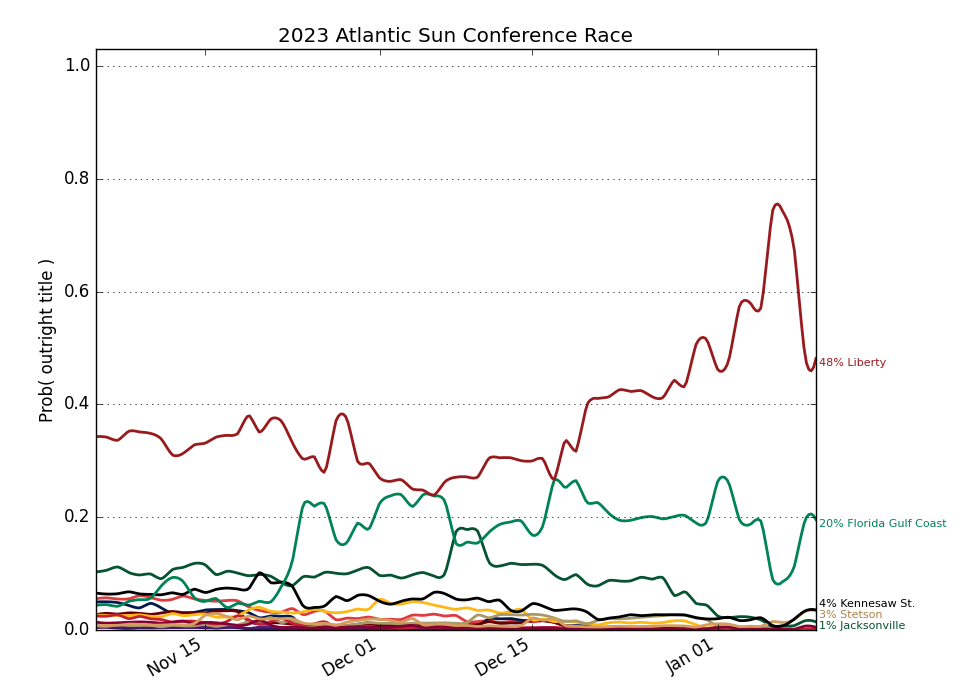 2023 Atlantic Sun Conference Race
Prob( outright title )
1.0
0.8
0.6
0.4
0.2
0.0
48% Liberty
20% Florida Gulf Coast
4% Kennesaw St.
3% Stetson
1% Jacksonville
Nov 15
Dec 01
Dec 15
Jan 01